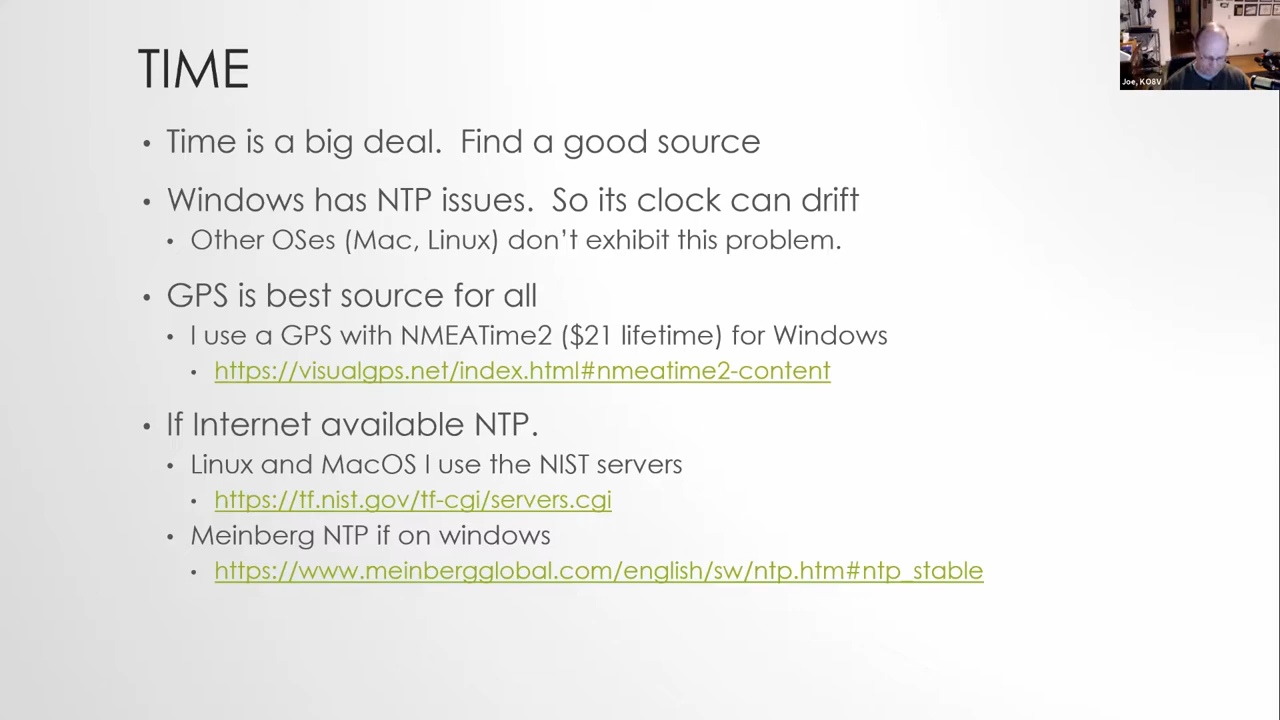 TIME
Joe, KO8V
• Time is a big deal.  Find a good source
• Windows has NTP issues.  So its clock can drift
• Other OSes (Mac, Linux) don’t exhibit this problem.
• GPS is best source for all
• I use a GPS with NMEATime2 ($21 lifetime) for Windows
• https://visualgps.net/index.html#nmeatime2-content
• If Internet available NTP.
• Linux and MacOS I use the NIST servers
• https://tf.nist.gov/tf-cgi/servers.cgi
• Meinberg NTP if on windows
• https://www.meinbergglobal.com/english/sw/ntp.htm#ntp_stable